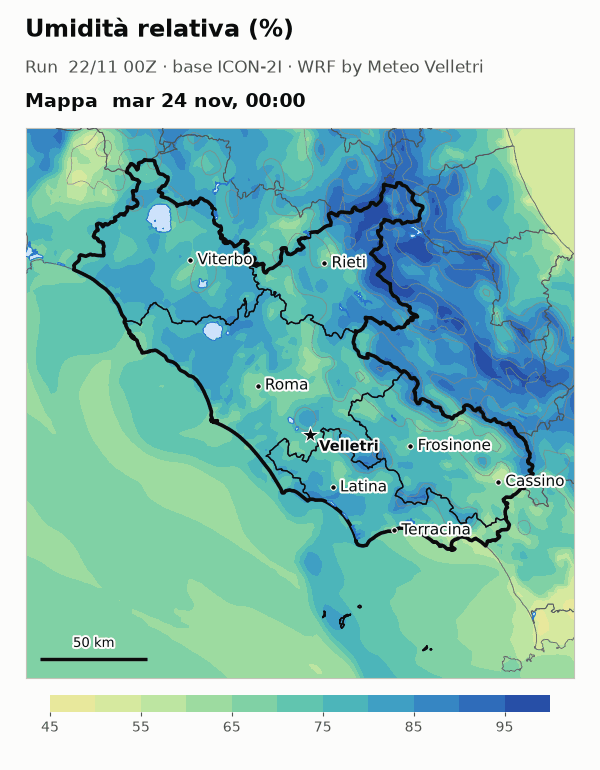 Umidità relativa (%)
Run  22/11 00Z · base ICON-2I · WRF by Meteo Velletri
Mappa  mar 24 nov, 00:00
Viterbo
Rieti
Roma
Velletri
Frosinone
Cassino
Latina
Terracina
50 km
45 55 65 75 85 95